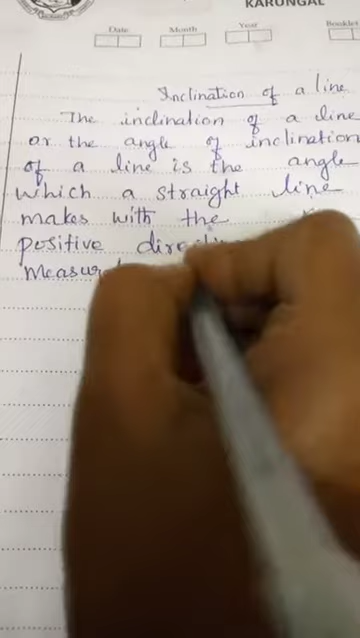 KARUNGAL
Date Month Year Booklet
Inclination of a line
The inclination of a line
or the angle of inclination
of a line is the angle
which a straight line
makes with the
positive